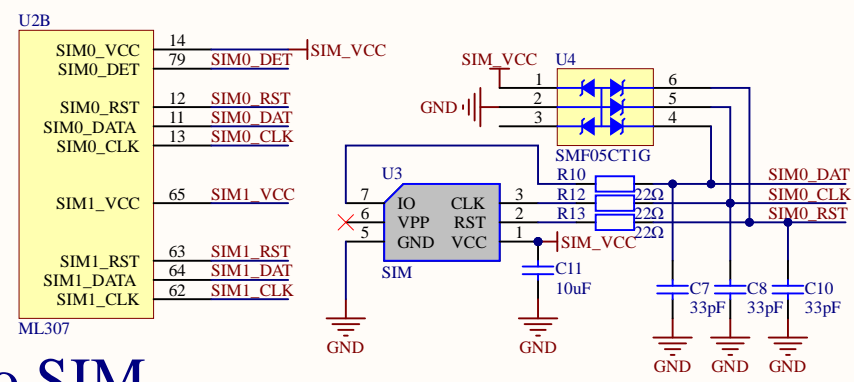 U2B
SIM0_VCC 14 SIM_VCC
SIM0_DET 79 SIM0_DET
SIM0_RST 12 SIM0_RST
SIM0_DATA 11 SIM0_DAT
SIM0_CLK 13 SIM0_CLK
SIM1_VCC 65 SIM1_VCC
SIM1_RST 63 SIM1_RST
SIM1_DATA 64 SIM1_DAT
SIM1_CLK 62 SIM1_CLK
ML307
SIM_VCC U4
1 6
GND 2 5
3 4
SMF05CT1G
U3
R10 SIM0_DAT
7 IO CLK 3 R12 22Ω SIM0_CLK
6 VPP RST 2 R13 22Ω SIM0_RST
5 GND VCC 1 SIM_VCC 22Ω
SIM
C11
10uF
C7 C8 C10
33pF 33pF 33pF
GND GND
GND GND GND
SIM